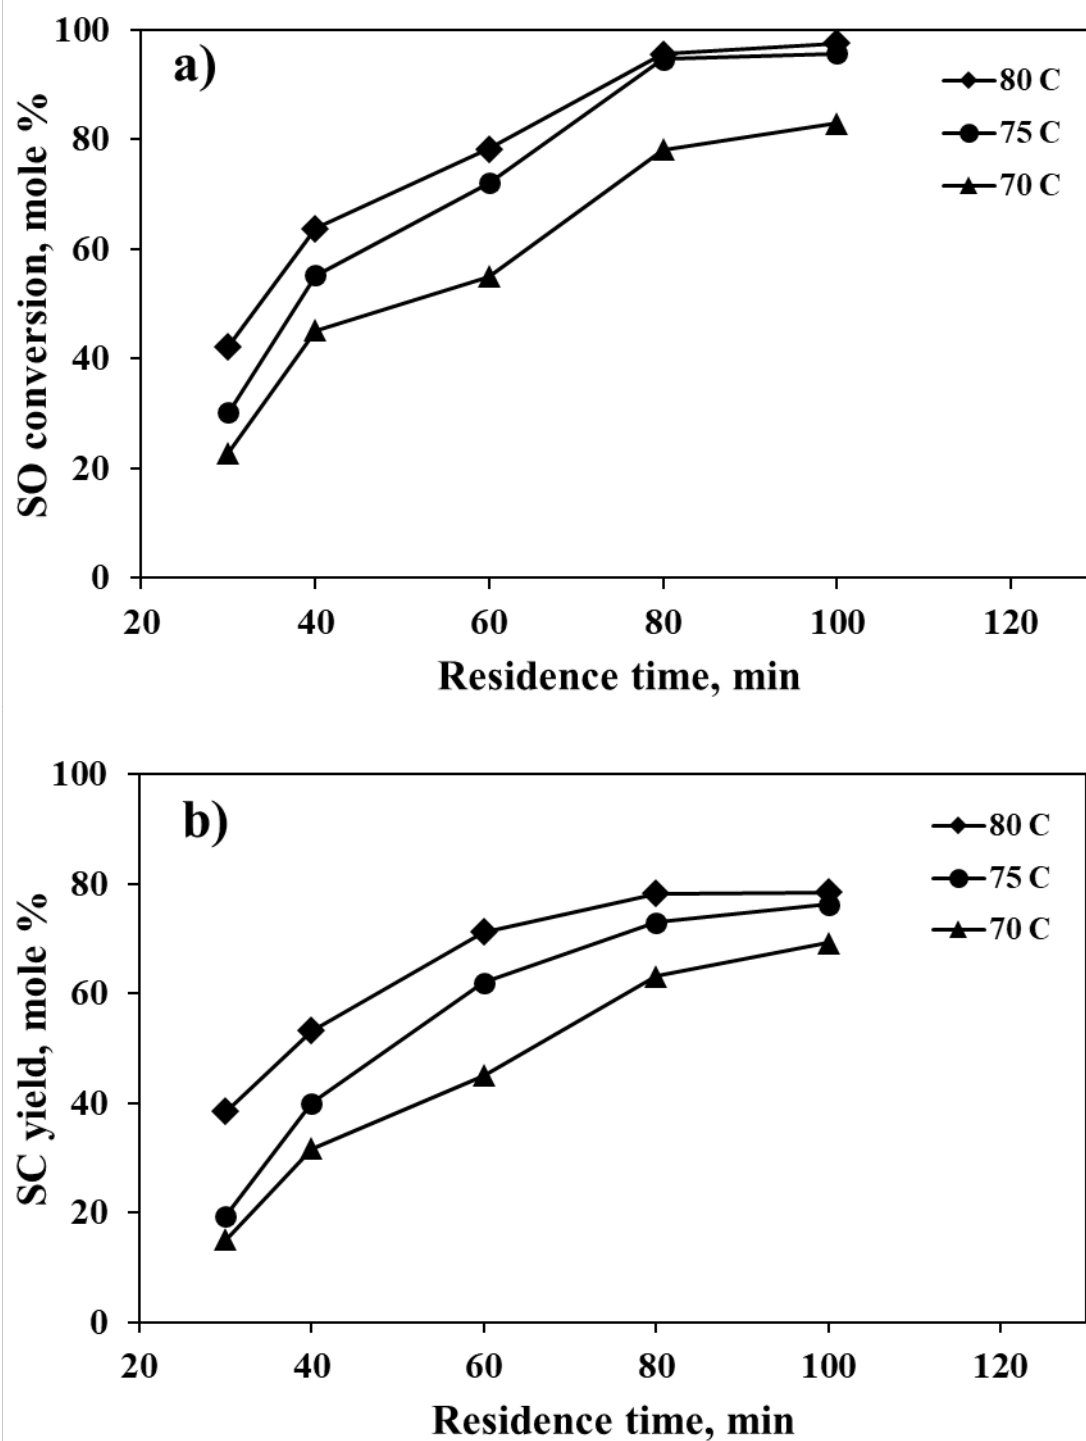 100
a)
80 C
75 C
70 C
80
60
40
20
0
SO conversion, mole %
20 40 60 80 100 120
Residence time, min
100
b)
80 C
75 C
70 C
80
60
40
20
0
SC yield, mole %
20 40 60 80 100 120
Residence time, min